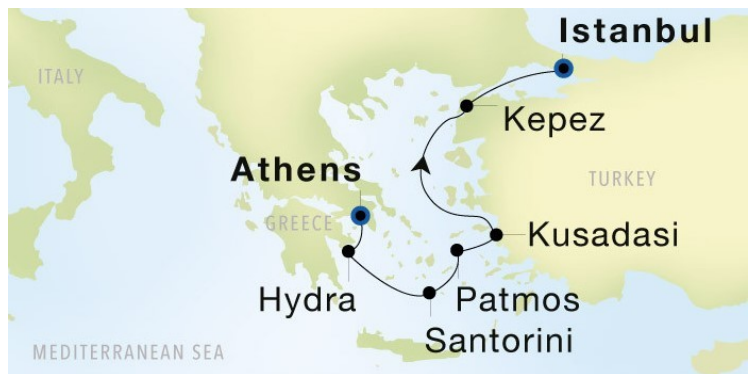 Istanbul
ITALY
Kepez
Athens
TURKEY
GREECE
Kusadasi
Hydra
Patmos
Santorini
MEDITERRANEAN SEA